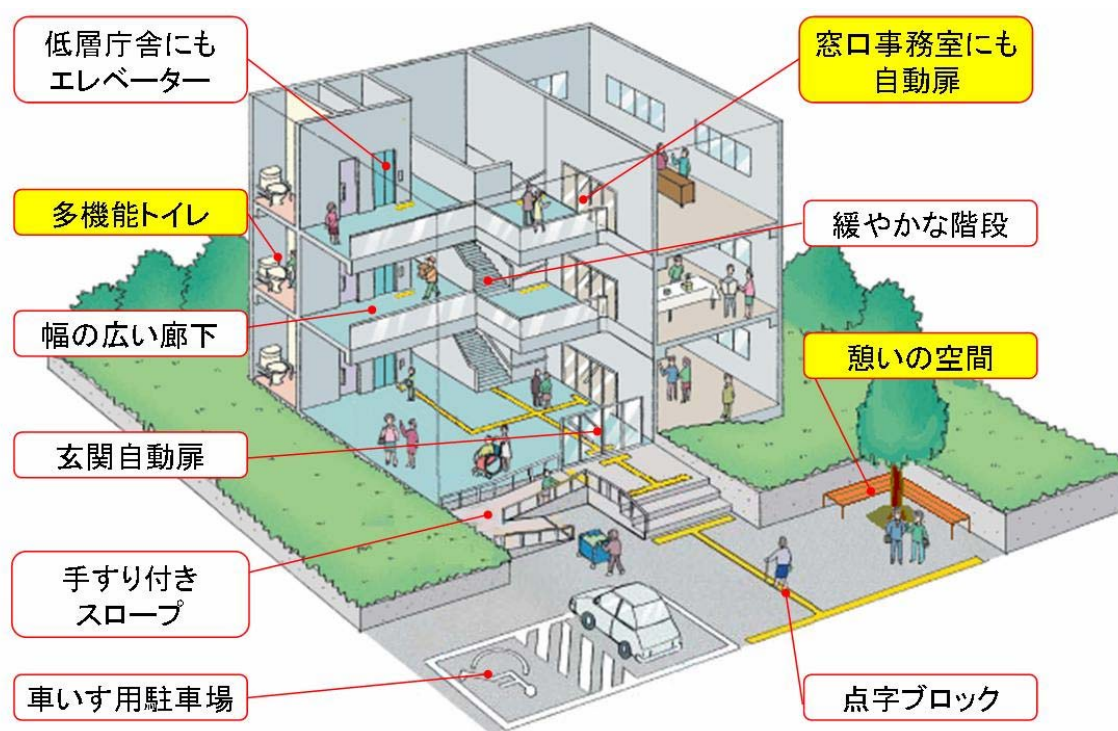 低層庁舎にも
エレベーター
窓口事務室にも
自動扉
多機能トイレ
緩やかな階段
幅の広い廊下
憩いの空間
玄関自動扉
手すり付き
スロープ
車いす用駐車場
点字ブロック